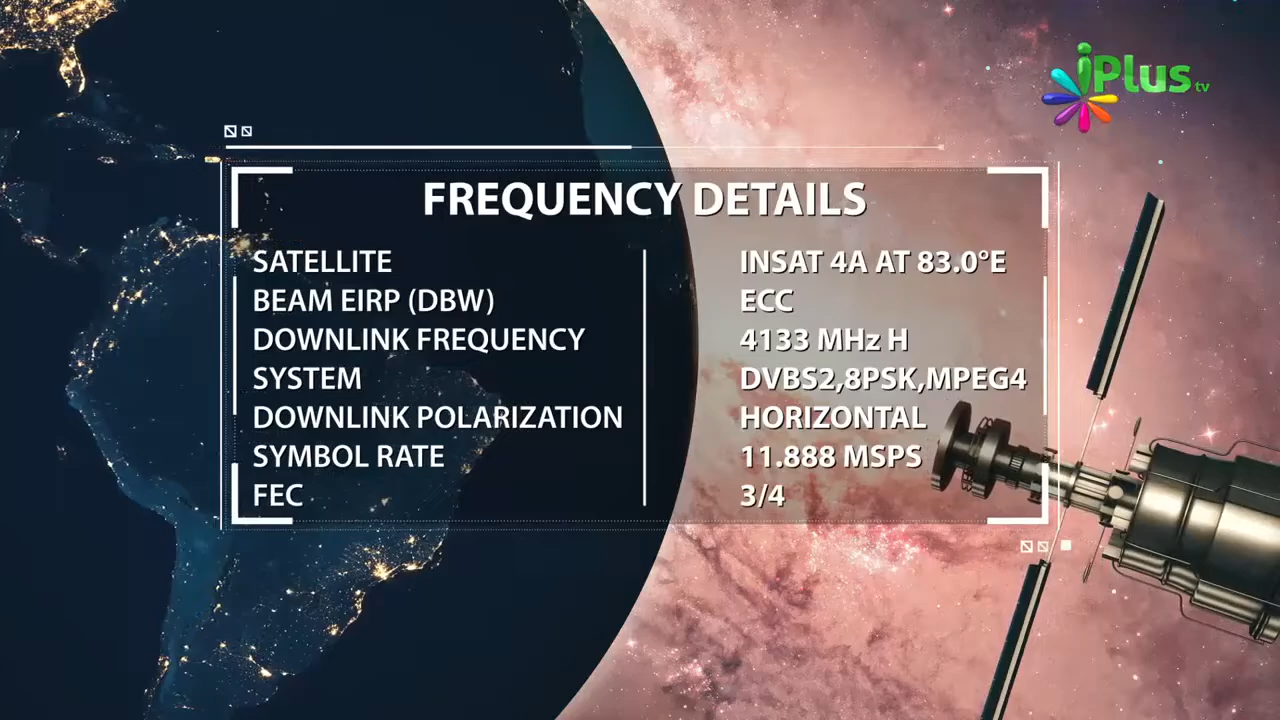 iPlus tv
FREQUENCY DETAILS
SATELLITE INSAT 4A AT 83.0°E
BEAM EIRP (DBW) ECC
DOWNLINK FREQUENCY 4133 MHz H
SYSTEM DVBS2,8PSK,MPEG4
DOWNLINK POLARIZATION HORIZONTAL
SYMBOL RATE 11.888 MSPS
FEC 3/4